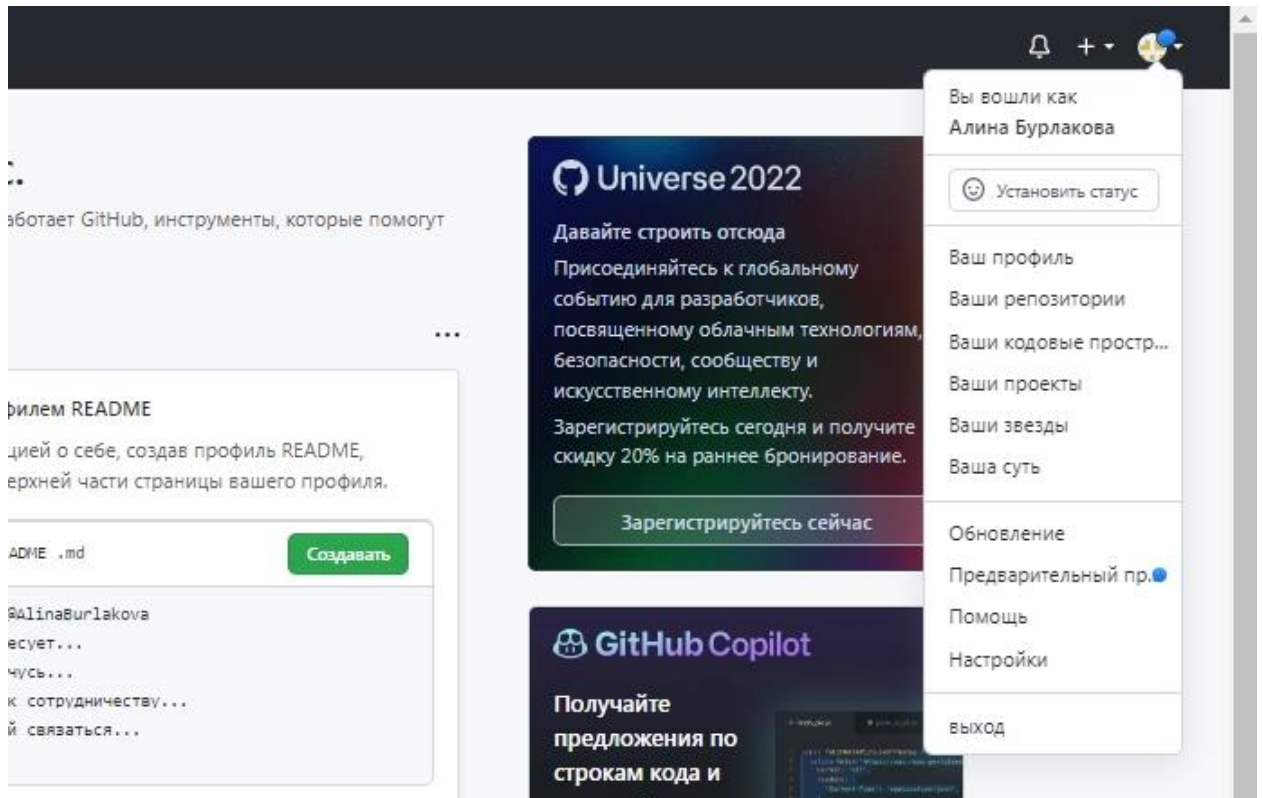 аботает GitHub, инструменты, которые помогут
...
филем README
цией о себе, создав профиль README,
ерхней части страницы вашего профиля.
ADME .md
Создавать
@AlinaBurlakova
есует...
чусь...
к сотрудничеству...
й связаться...
Universe 2022
Давайте строить отсюда
Присоединяйтесь к глобальному
событию для разработчиков,
посвященному облачным технологиям,
безопасности, сообществу и
искусственному интеллекту.
Зарегистрируйтесь сегодня и получите
скидку 20% на раннее бронирование.
Зарегистрируйтесь сейчас
GitHub Copilot
Получайте
предложения по
строкам кода и
Вы вошли как
Алина Бурлакова
Установить статус
Ваш профиль
Ваши репозитории
Ваши кодовые простр...
Ваши проекты
Ваши звезды
Ваша суть
Обновление
Предварительный пр.
Помощь
Настройки
выход